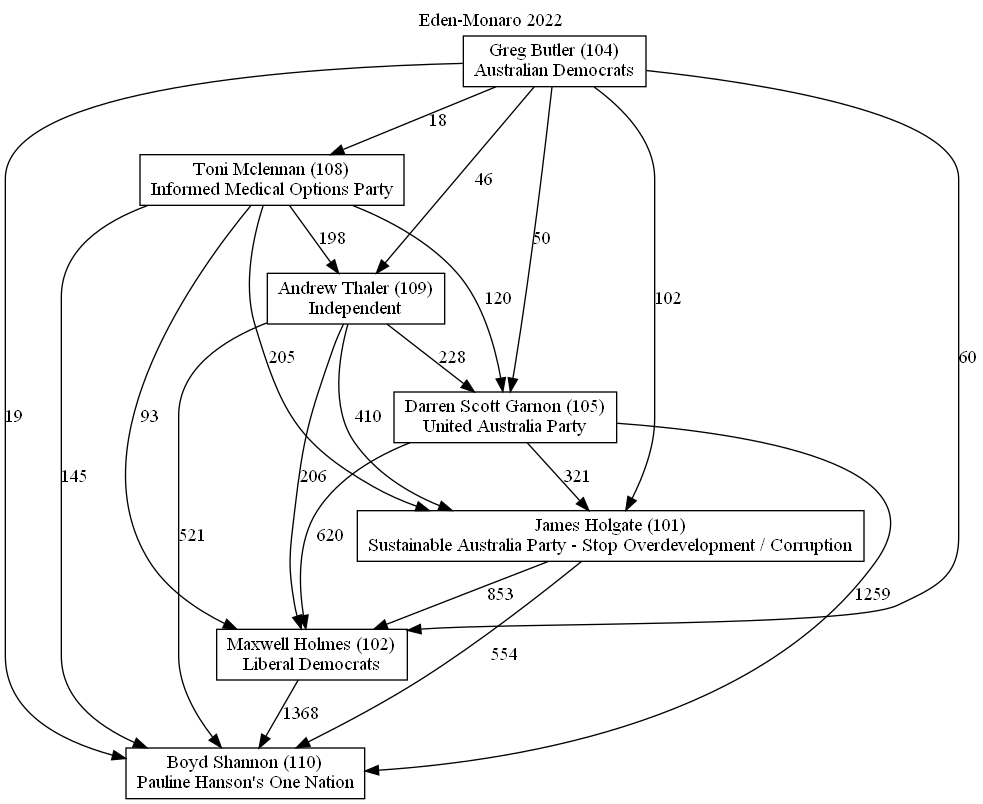 Eden-Monaro 2022
Greg Butler (104)
Australian Democrats
18
Toni Mclennan (108)
Informed Medical Options Party
46
198
50
Andrew Thaler (109)
Independent
120
102
205
228
60
Darren Scott Garnon (105)
United Australia Party
19
93
410
145
206
321
James Holgate (101)
Sustainable Australia Party - Stop Overdevelopment / Corruption
521
620
853
1259
Maxwell Holmes (102)
Liberal Democrats
554
1368
Boyd Shannon (110)
Pauline Hanson's One Nation